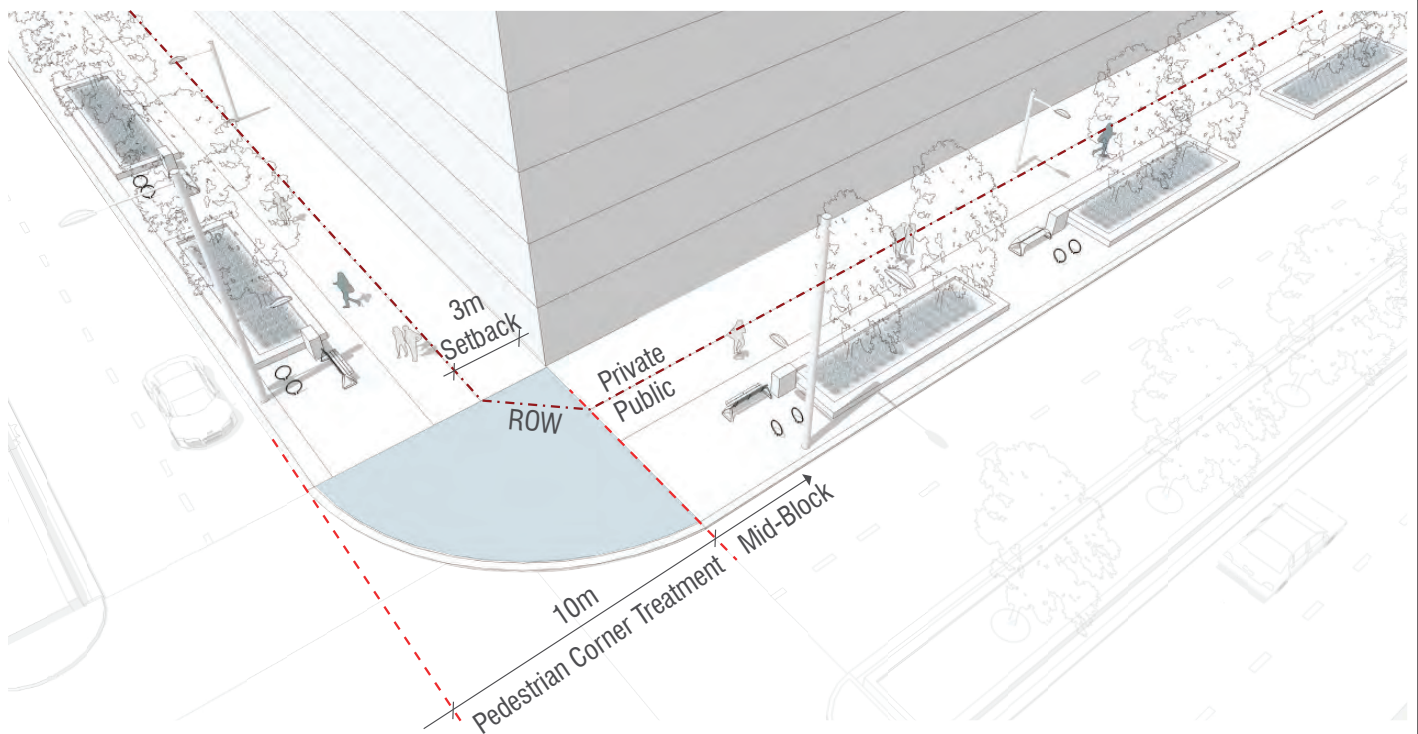 3m
Setback
Private
Public
ROW
10m
Pedestrian Corner Treatment
Mid-Block